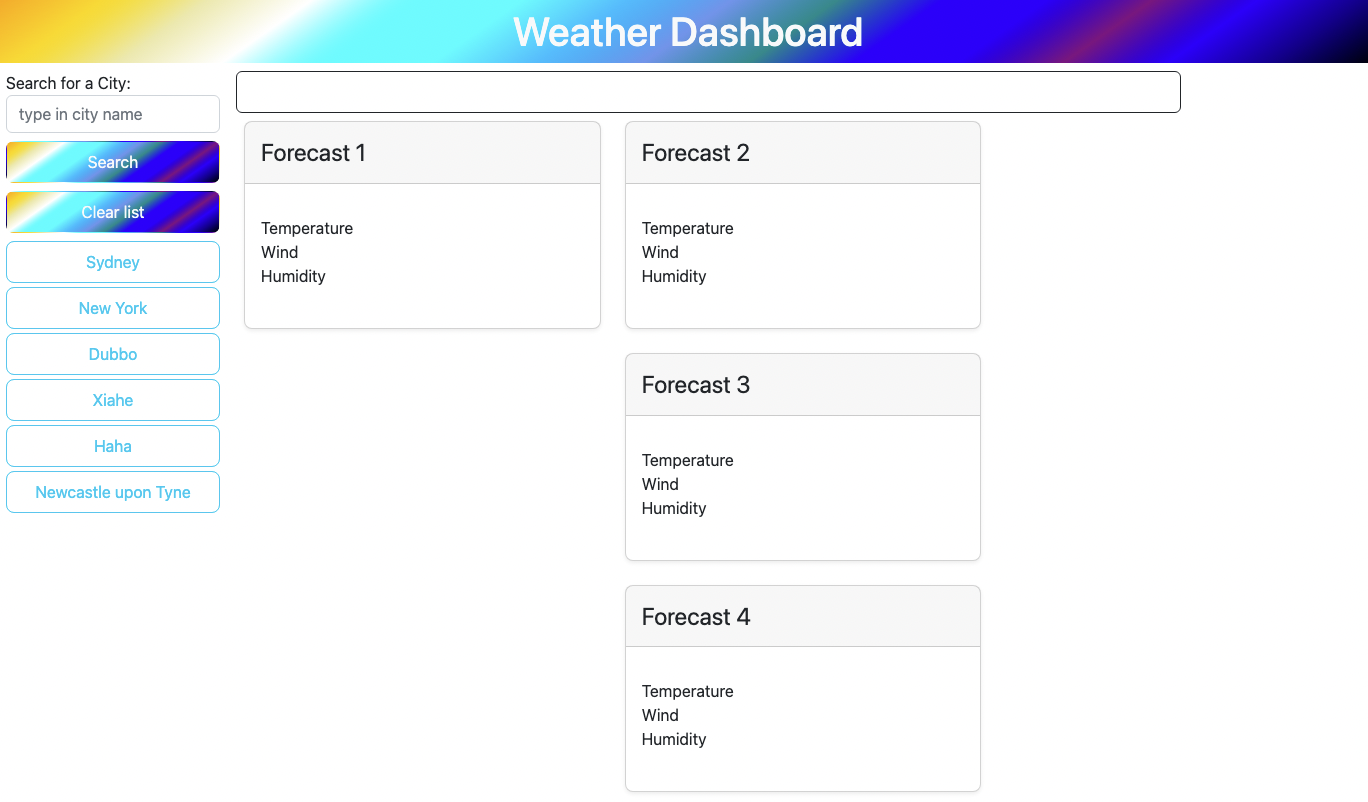 Weather Dashboard
Search for a City:
type in city name
Search
Clear list
Sydney
New York
Dubbo
Xiahe
Haha
Newcastle upon Tyne
Forecast 1
Temperature
Wind
Humidity
Forecast 2
Temperature
Wind
Humidity
Forecast 3
Temperature
Wind
Humidity
Forecast 4
Temperature
Wind
Humidity